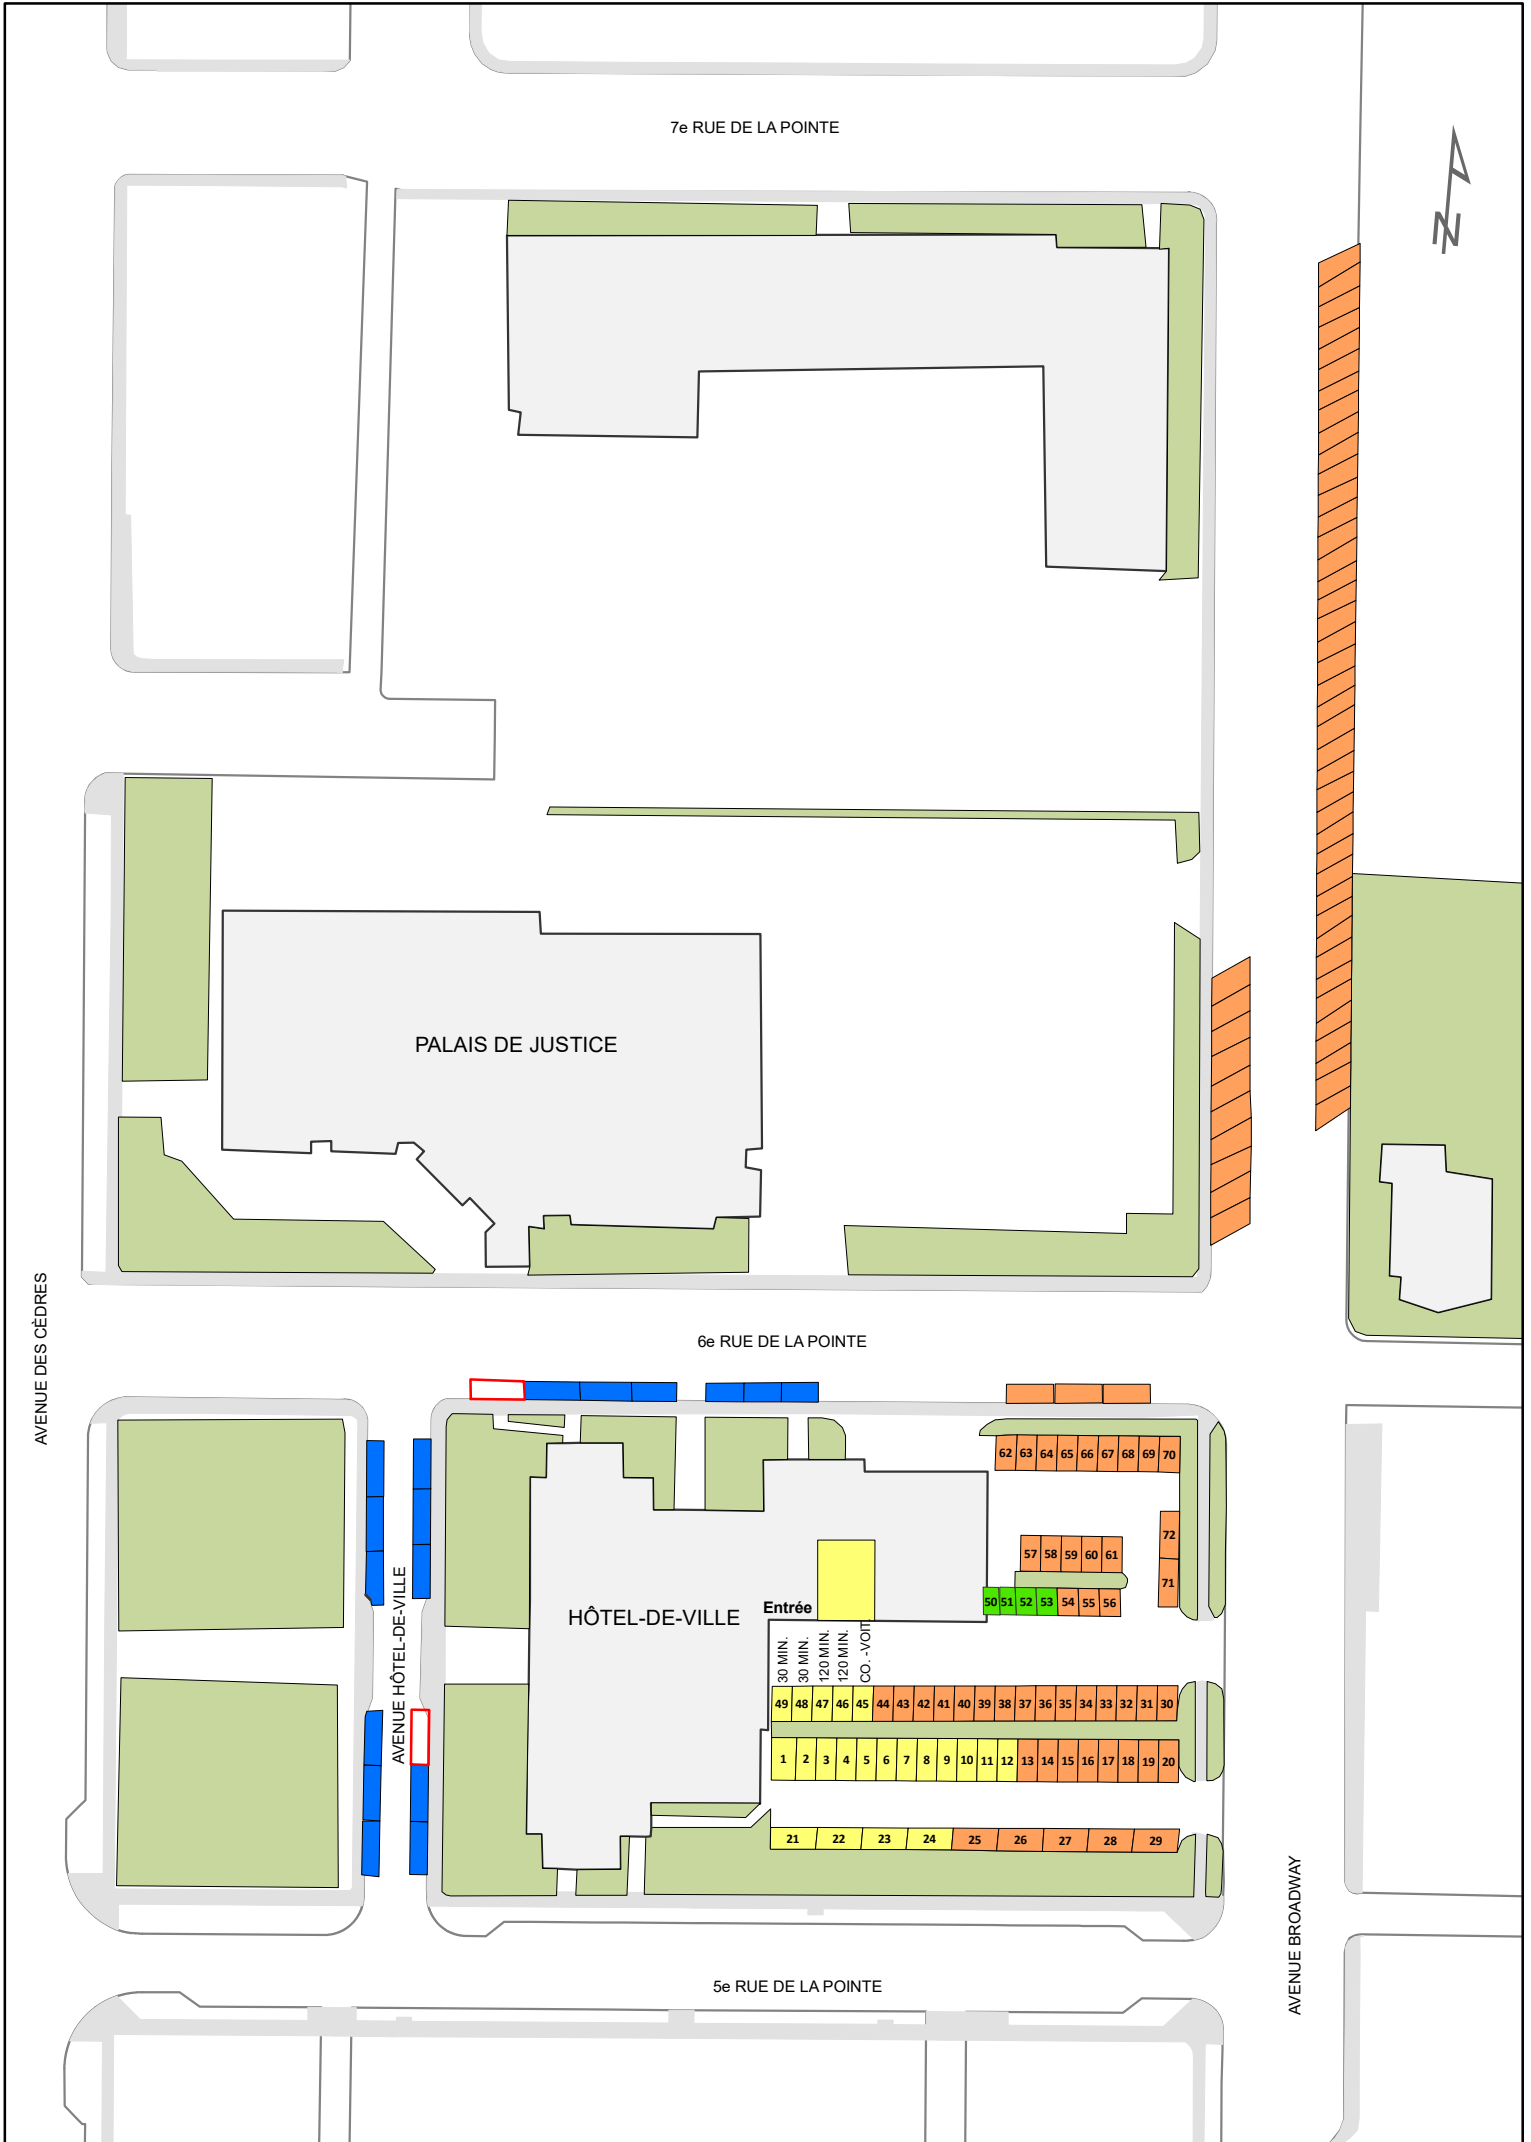 7e RUE DE LA POINTE
N
PALAIS DE JUSTICE
AVENUE DES CÈDRES
6e RUE DE LA POINTE
62 63 64 65 66 67 68 69 70
72
57 58 59 60 61
71
50 51 52 53 54 55 56
AVENUE HÔTEL-DE-VILLE
HÔTEL-DE-VILLE
Entrée
30 MIN.
30 MIN.
120 MIN.
120 MIN.
CO. -VOIT.
49 48 47 46 45 44 43 42 41 40 39 38 37 36 35 34 33 32 31 30
1 2 3 4 5 6 7 8 9 10 11 12 13 14 15 16 17 18 19 20
21 22 23 24 25 26 27 28 29
AVENUE BROADWAY
5e RUE DE LA POINTE